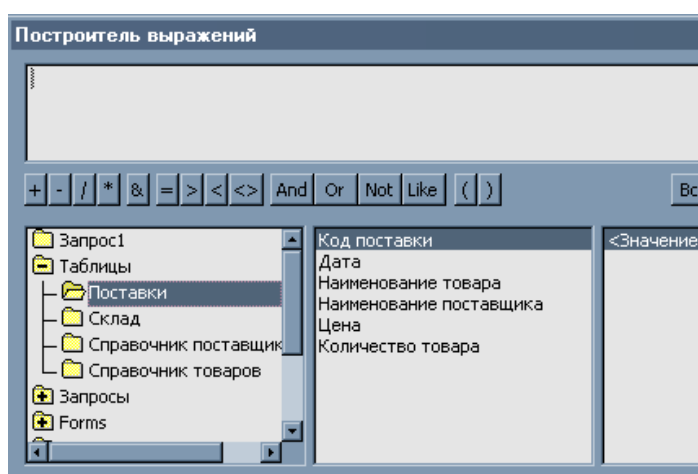 Построитель выражений
+ - / * & = > < <> And Or Not Like ( )
Запрос1
Таблицы
Поставки
Склад
Справочник поставщик
Справочник товаров
Запросы
Forms
Код поставки
Дата
Наименование товара
Наименование поставщика
Цена
Количество товара
<Значение